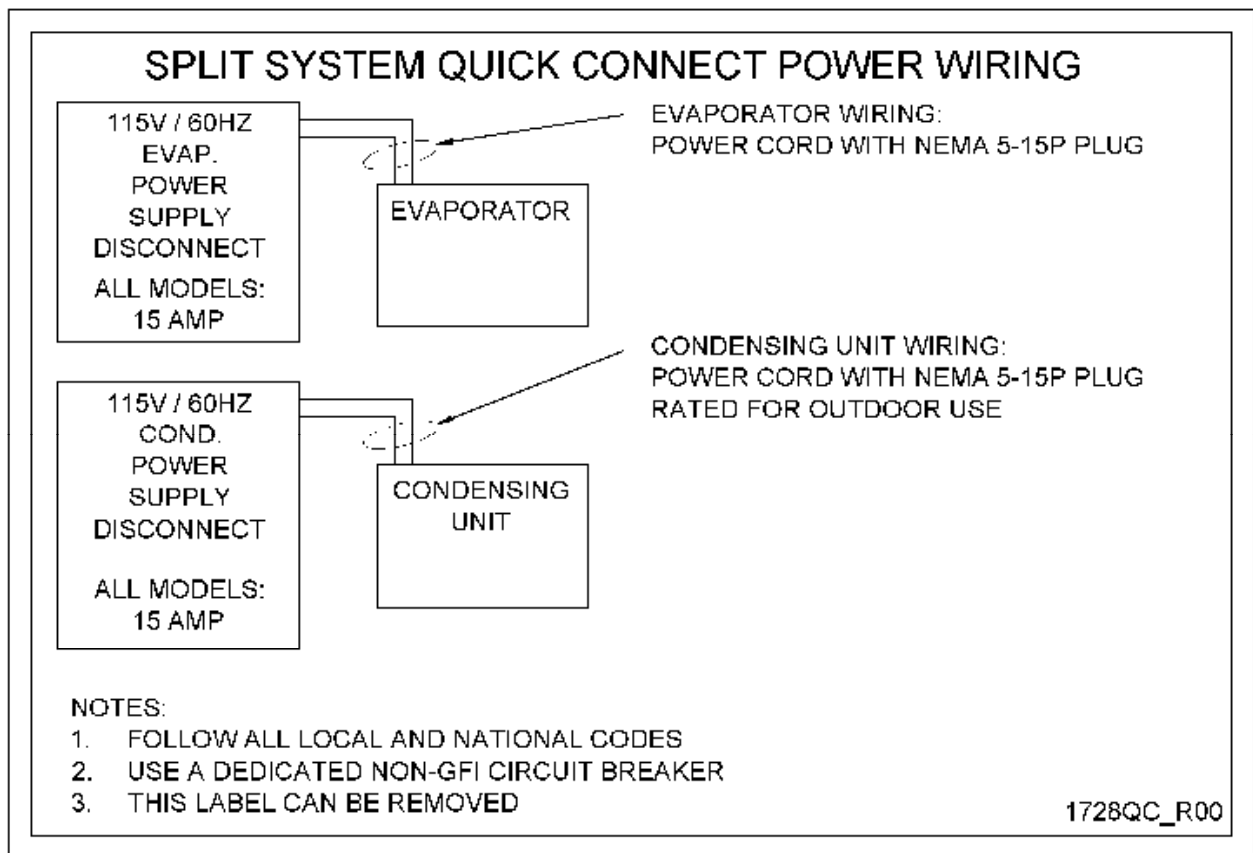 SPLIT SYSTEM QUICK CONNECT POWER WIRING
115V / 60HZ
EVAP.
POWER
SUPPLY
DISCONNECT
ALL MODELS:
15 AMP
EVAPORATOR
EVAPORATOR WIRING:
POWER CORD WITH NEMA 5-15P PLUG
115V / 60HZ
COND.
POWER
SUPPLY
DISCONNECT
ALL MODELS:
15 AMP
CONDENSING
UNIT
CONDENSING UNIT WIRING:
POWER CORD WITH NEMA 5-15P PLUG
RATED FOR OUTDOOR USE
NOTES:
1. FOLLOW ALL LOCAL AND NATIONAL CODES
2. USE A DEDICATED NON-GFI CIRCUIT BREAKER
3. THIS LABEL CAN BE REMOVED
1728QC_R00